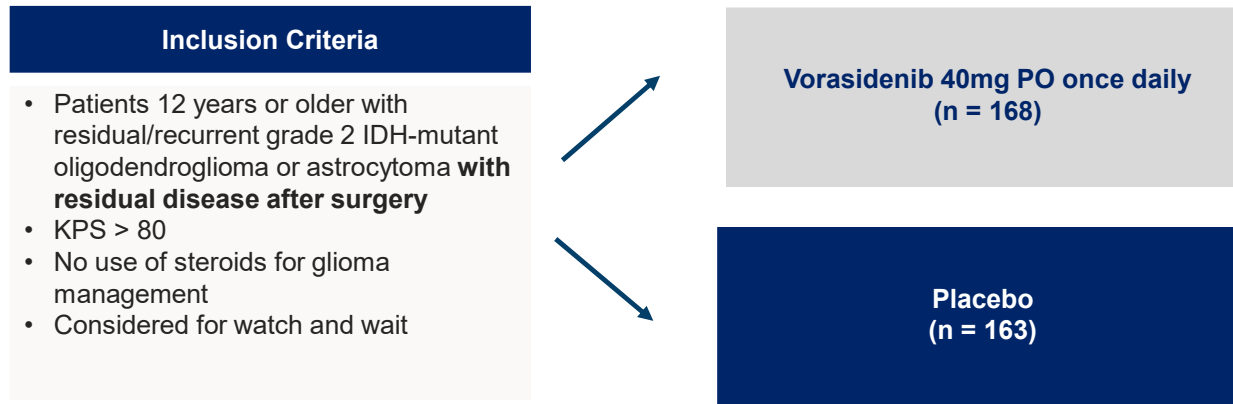 Inclusion Criteria
• Patients 12 years or older with
residual/recurrent grade 2 IDH-mutant
oligodendroglioma or astrocytoma with
residual disease after surgery
• KPS > 80
• No use of steroids for glioma
management
• Considered for watch and wait
Vorasidenib 40mg PO once daily
(n = 168)
Placebo
(n = 163)